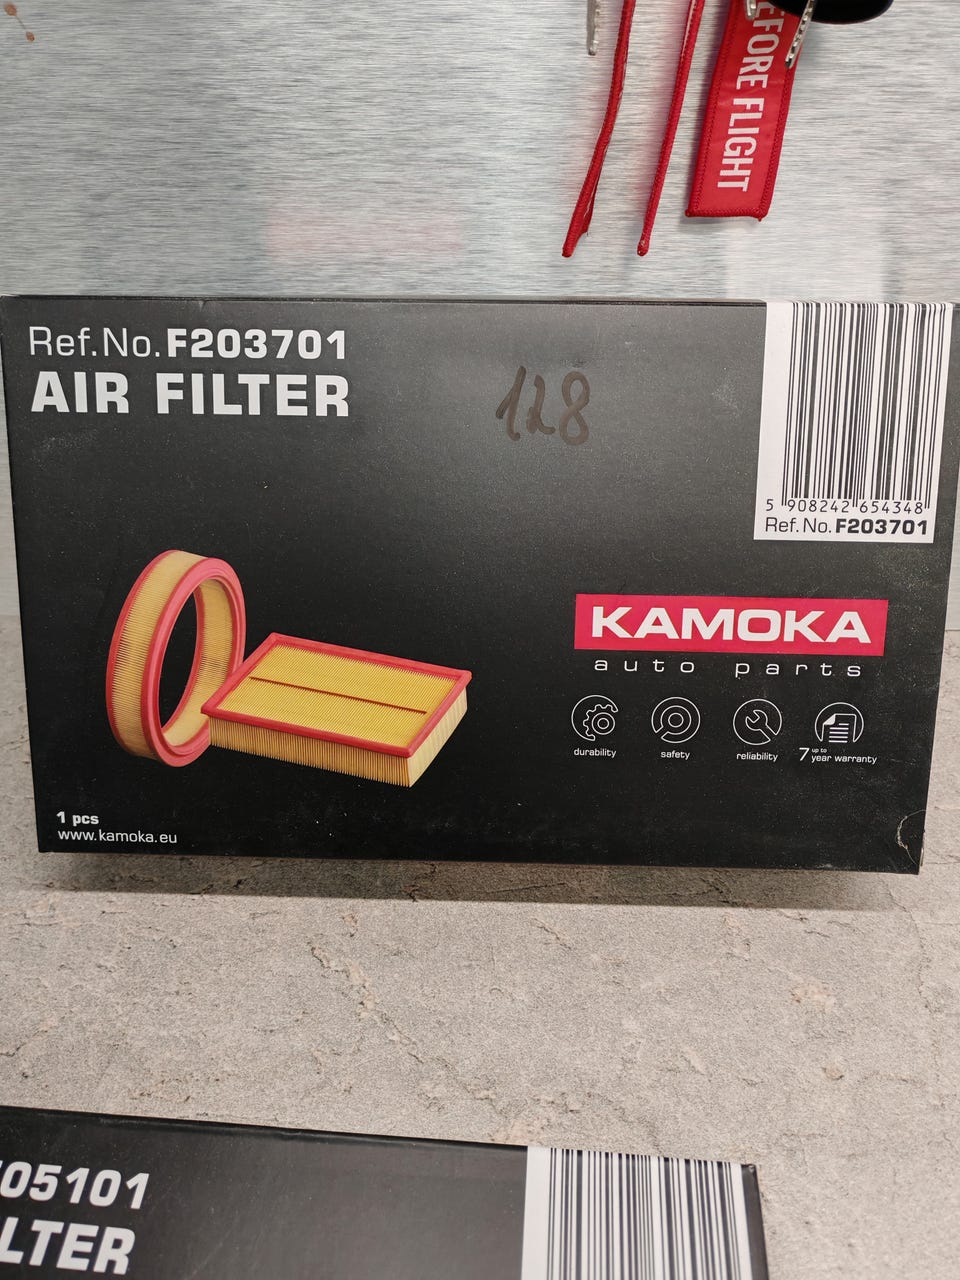 EFORE FLIGHT
Ref.No.F203701
AIR FILTER
128
5 908242 654348
Ref.No.F203701
KAMOKA
auto parts
durability
safety
reliability
up to
7 year warranty
1 pcs
www.kamoka.eu
05101
LTER